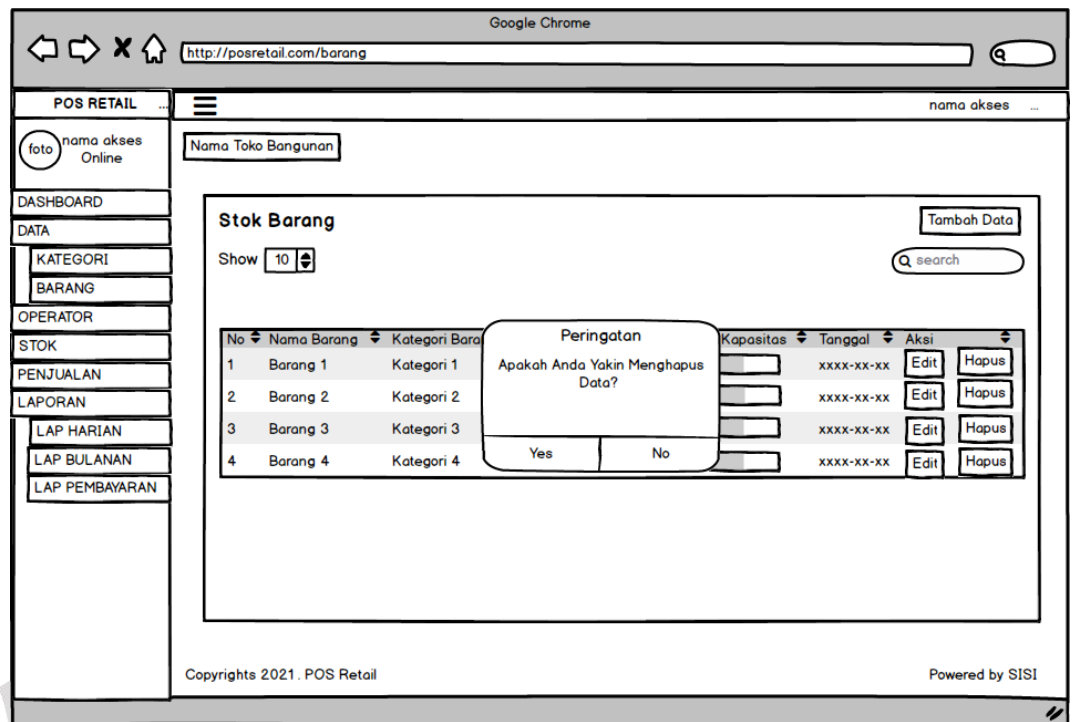 Google Chrome
http://posretail.com/barang
POS RETAIL ...
nama akses ...
foto
nama akses
Online
Nama Toko Bangunan
DASHBOARD
DATA
KATEGORI
BARANG
OPERATOR
STOK
PENJUALAN
LAPORAN
LAP HARIAN
LAP BULANAN
LAP PEMBAYARAN
Stok Barang
Tambah Data
Show 10
search
No Nama Barang Kategori Bara Kapasitas Tanggal Aksi
1 Barang 1 Kategori 1 xxxx-xx-xx Edit Hapus
2 Barang 2 Kategori 2 xxxx-xx-xx Edit Hapus
3 Barang 3 Kategori 3 xxxx-xx-xx Edit Hapus
4 Barang 4 Kategori 4 xxxx-xx-xx Edit Hapus
Peringatan
Apakah Anda Yakin Menghapus
Data?
Yes No
Copyrights 2021. POS Retail
Powered by SISI